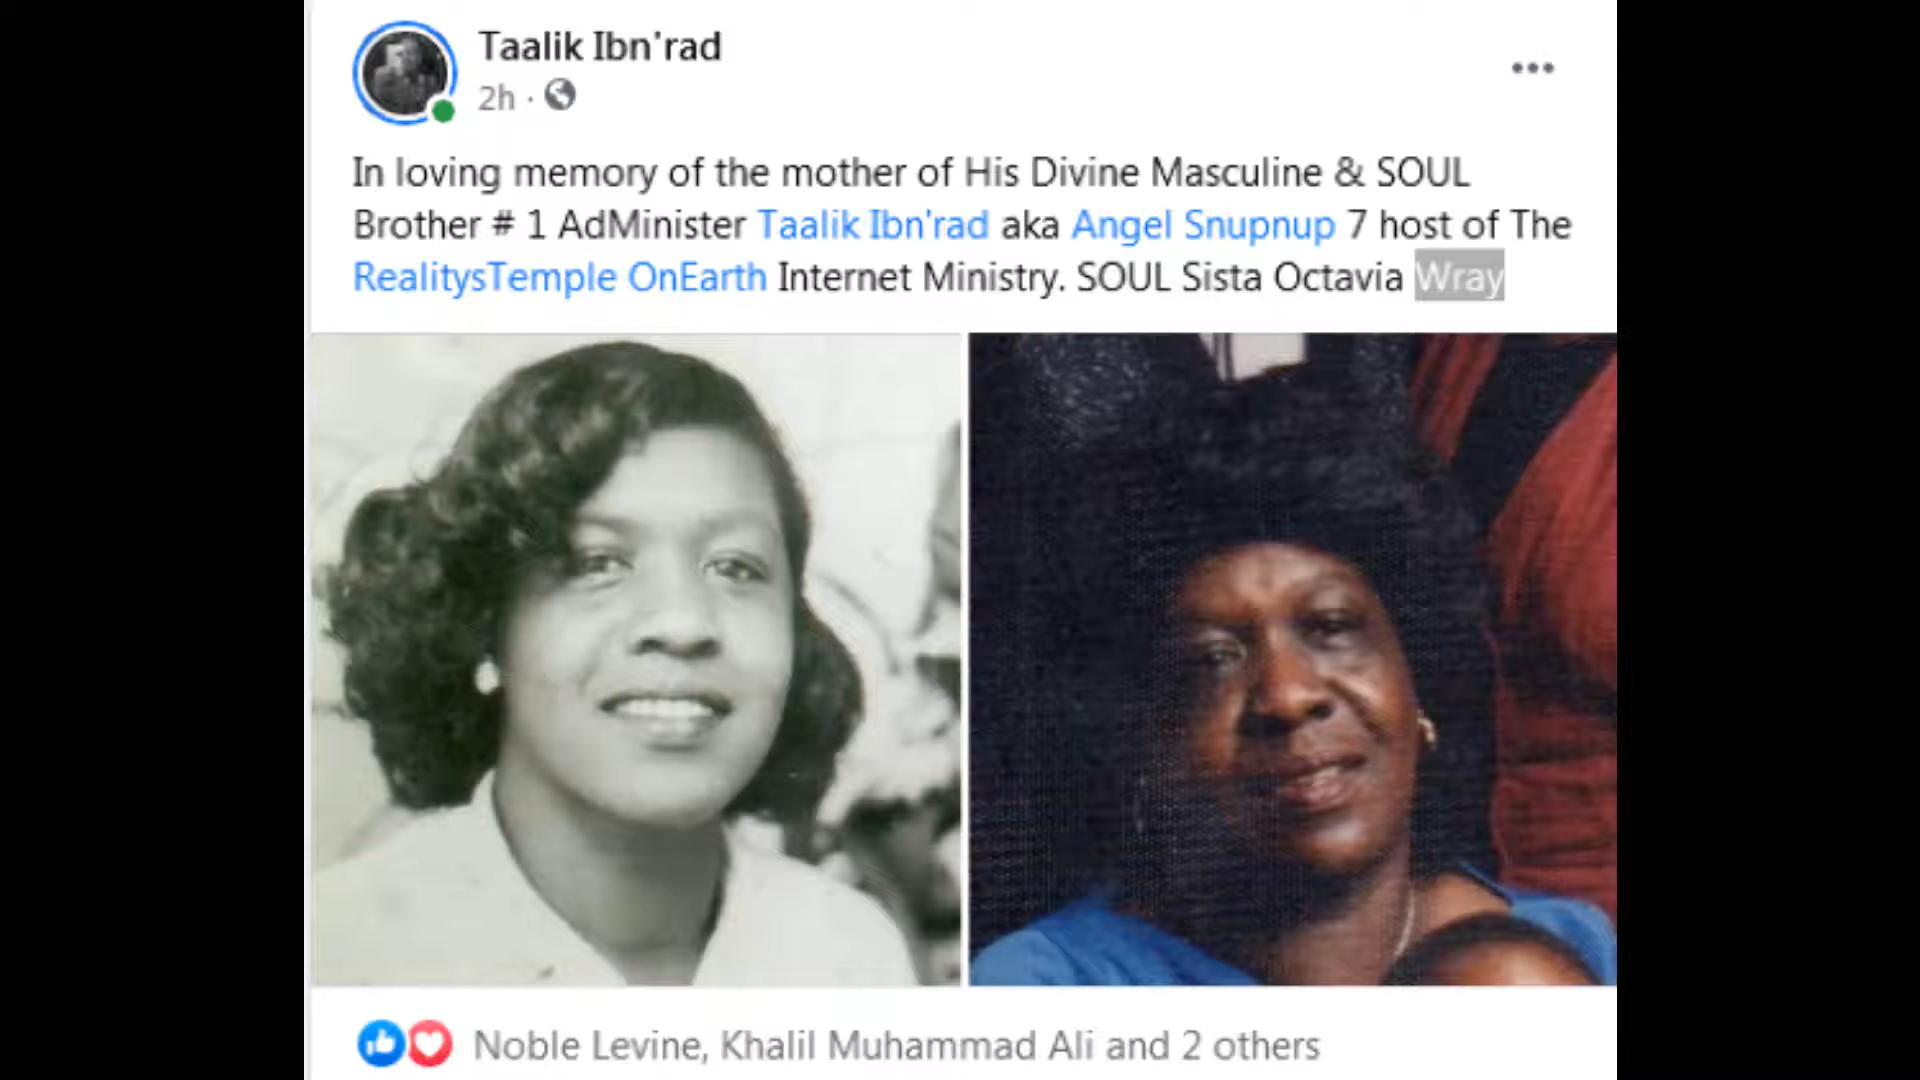 Taalik Ibn'rad
2h ·
In loving memory of the mother of His Divine Masculine & SOUL
Brother # 1 AdMinister Taalik Ibn'rad aka Angel Snupnup 7 host of The
RealitysTemple OnEarth Internet Ministry. SOUL Sista Octavia Wray
Noble Levine, Khalil Muhammad Ali and 2 others